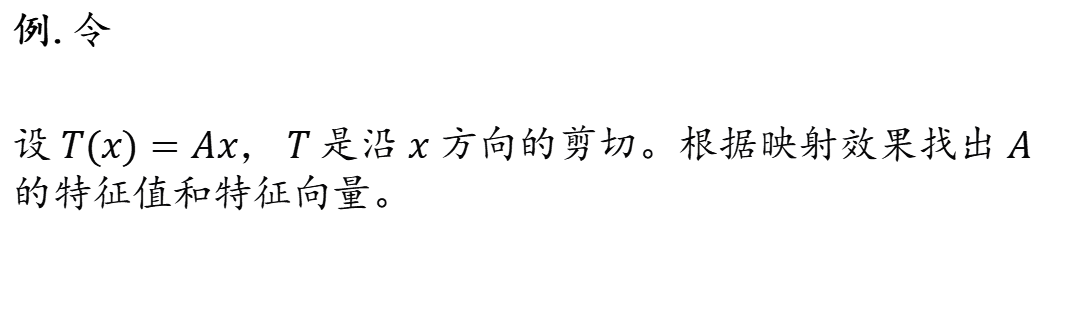 例. 令
设 T(x) = Ax， T 是沿 x 方向的剪切。根据映射效果找出 A
的特征值和特征向量。